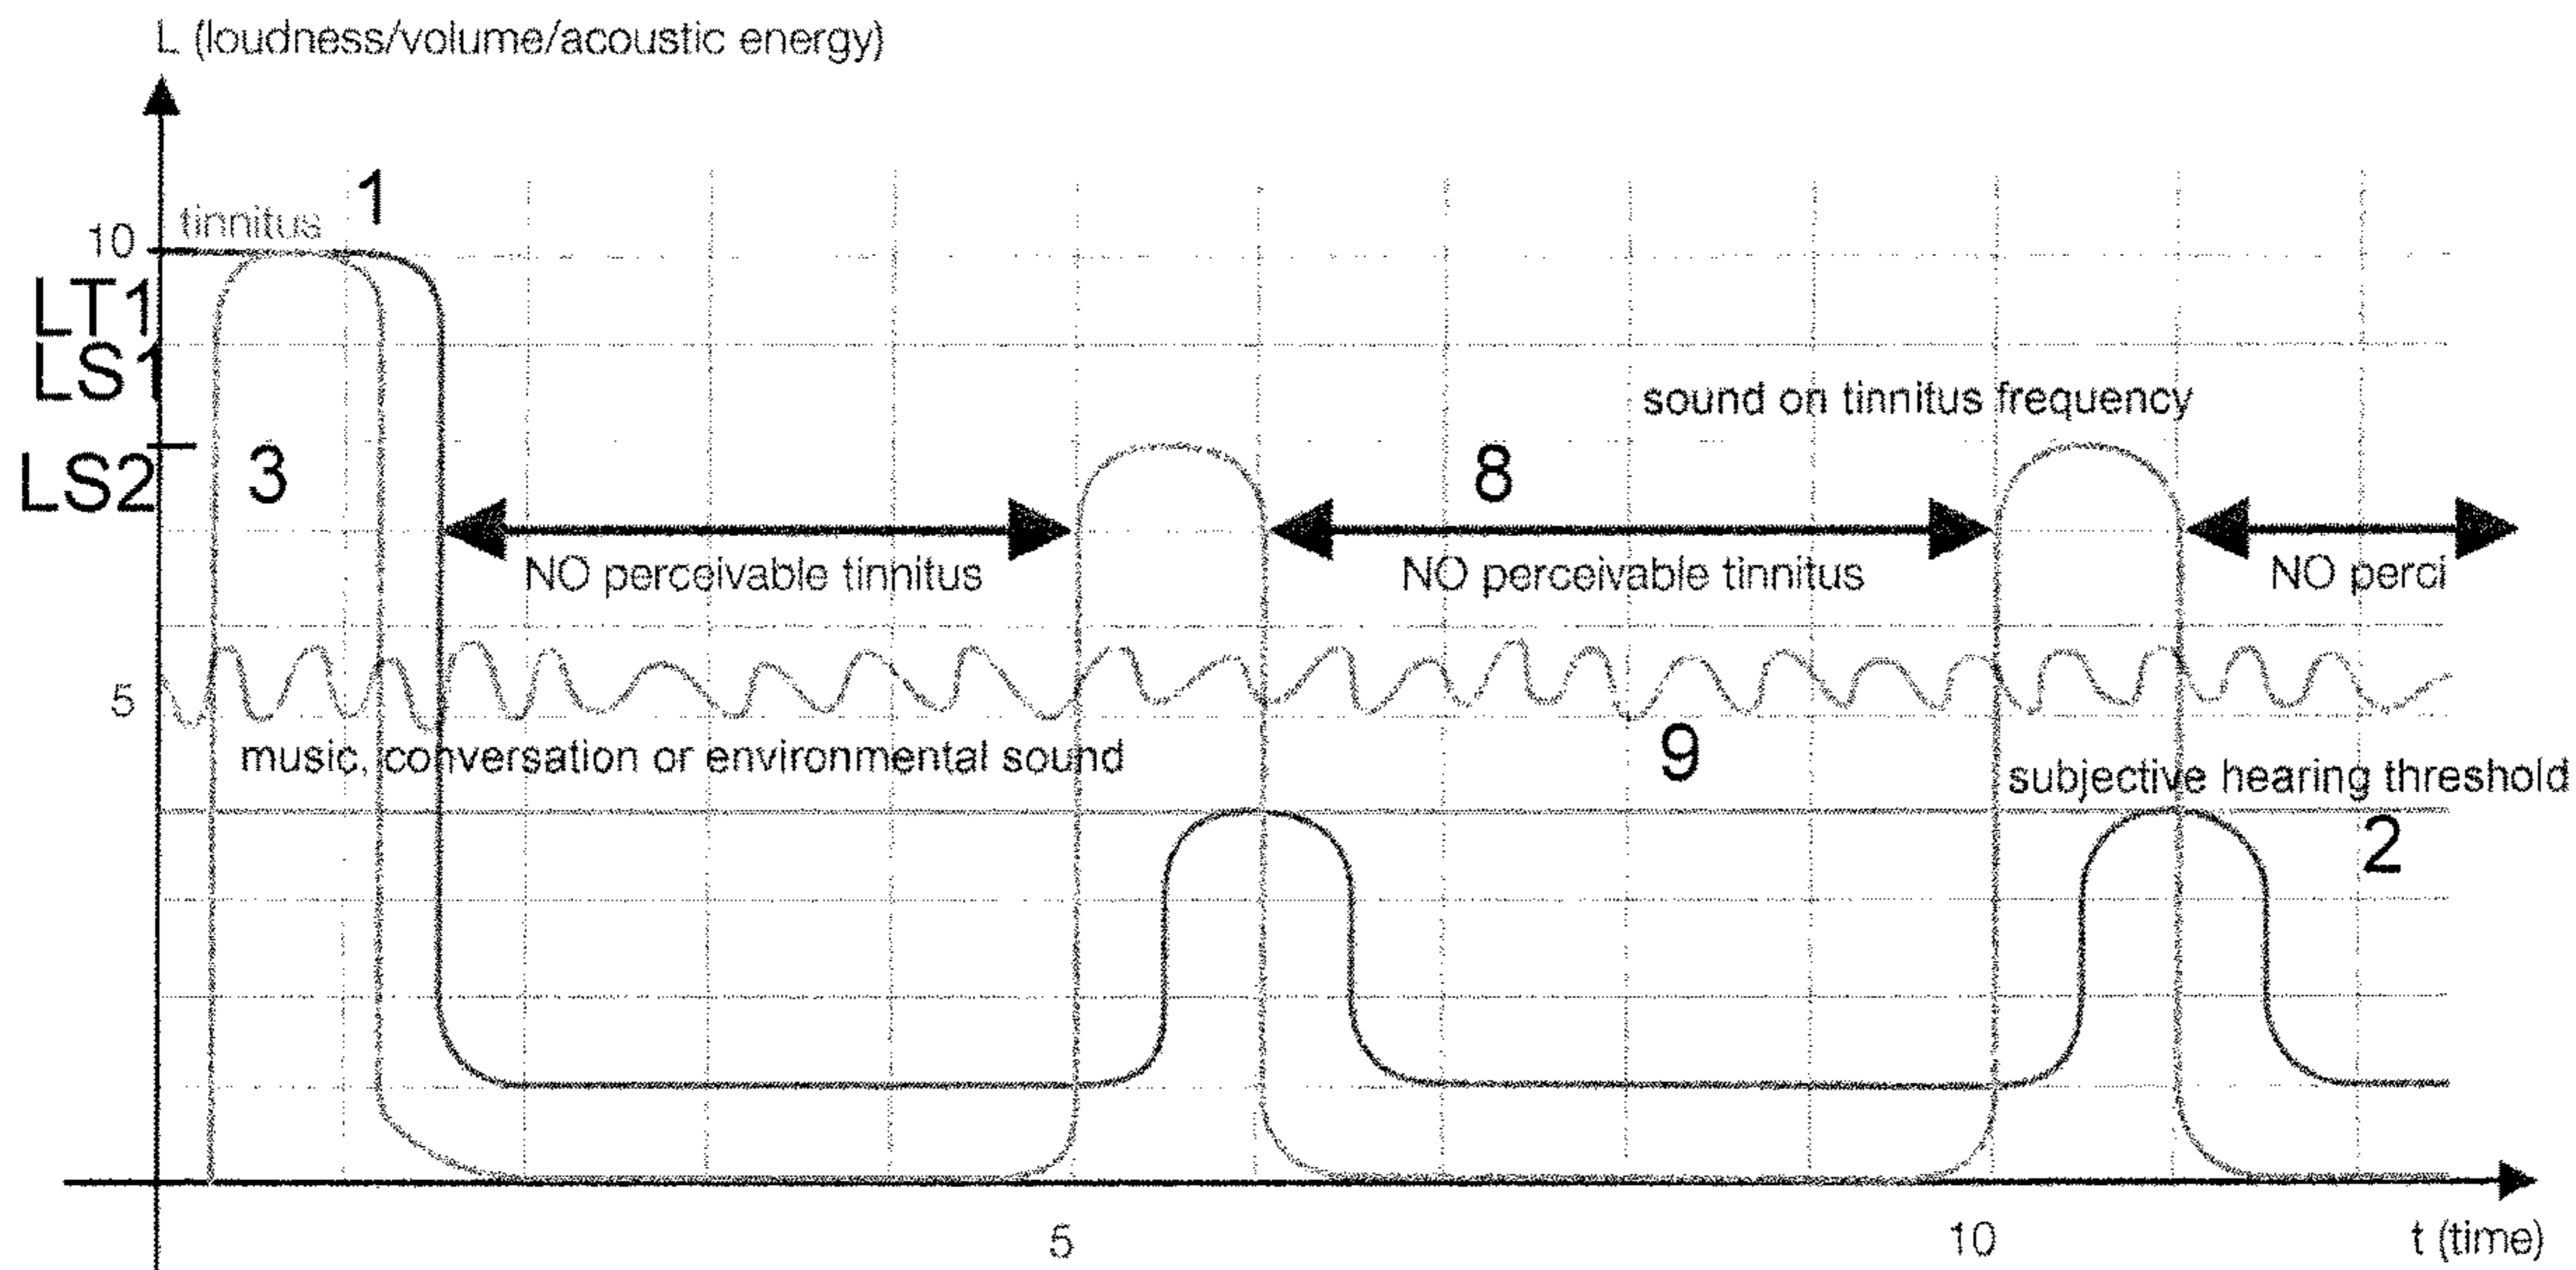 L (loudness/volume/acoustic energy)
1
tinnitus
10
LT1
LS1
sound on tinnitus frequency
LS2
3
8
NO perceivable tinnitus
NO perceivable tinnitus
NO perci
5
music, conversation or environmental sound
9
subjective hearing threshold
2
5
10
t (time)